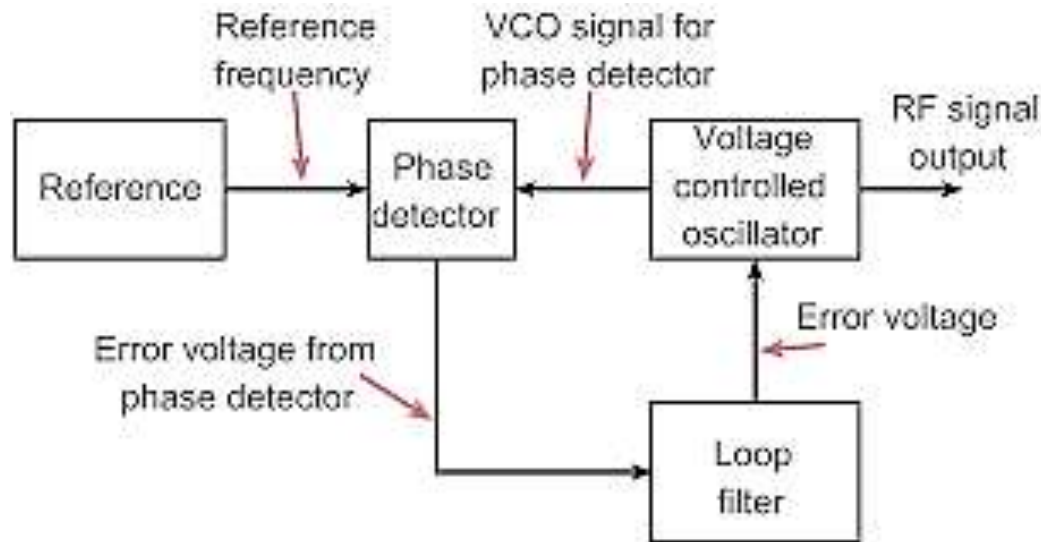 Reference
frequency
VCO signal for
phase detector
RF signal
output
Reference
Phase
detector
Voltage
controlled
oscillator
Error voltage from
phase detector
Error voltage
Loop
filter